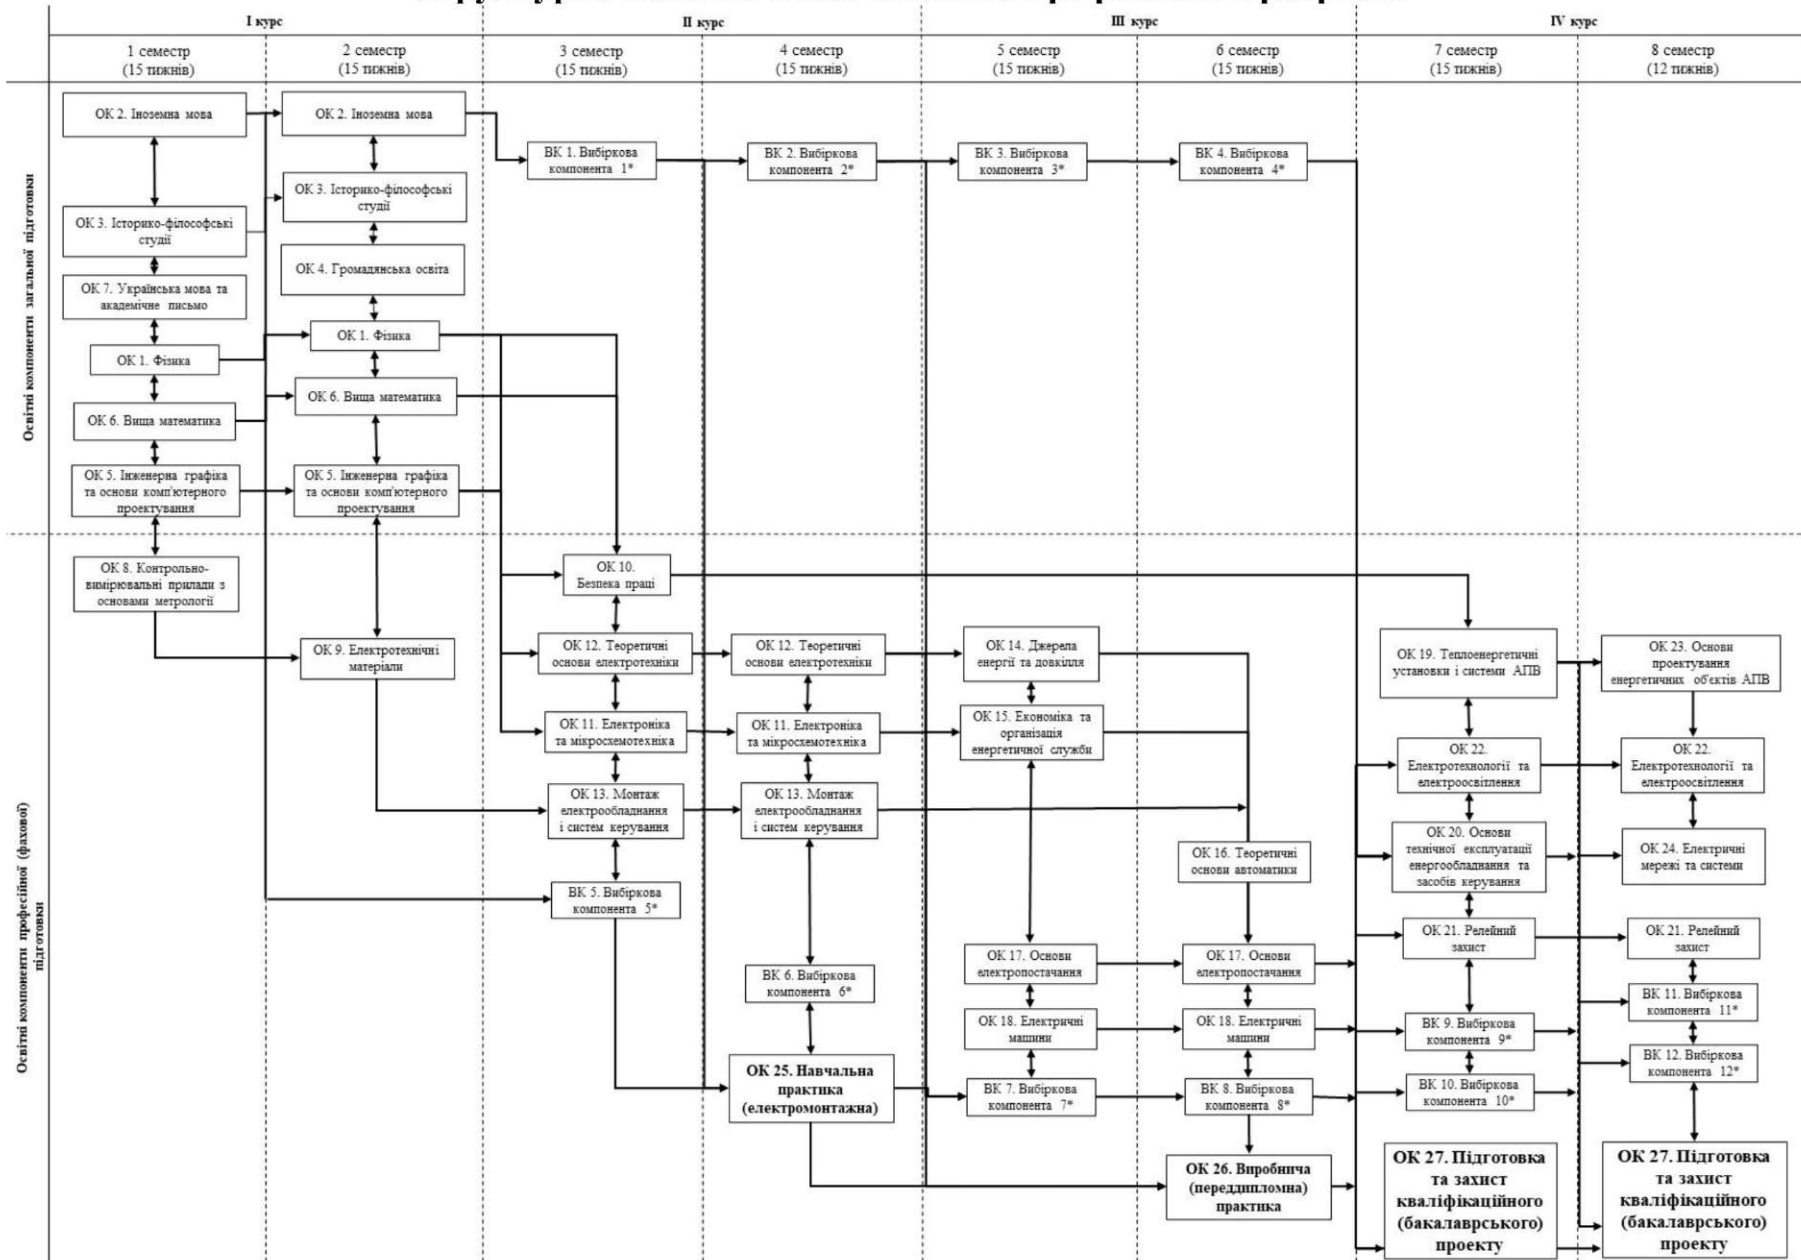 I курс
II курс
III курс
IV курс
1 семестр
(15 тижнів)
2 семестр
(15 тижнів)
3 семестр
(15 тижнів)
4 семестр
(15 тижнів)
5 семестр
(15 тижнів)
6 семестр
(15 тижнів)
7 семестр
(15 тижнів)
8 семестр
(12 тижнів)
Освітні компоненти загальної підготовки
ОК 2. Іноземна мова
ОК 3. Історико-філософські
студії
ОК 7. Українська мова та
академічне письмо
ОК 1. Фізика
ОК 6. Вища математика
ОК 5. Інженерна графіка
та основи комп'ютерного
проектування
ОК 2. Іноземна мова
ОК 3. Історико-філософські
студії
ОК 4. Громадянська освіта
ОК 1. Фізика
ОК 6. Вища математика
ОК 5. Інженерна графіка
та основи комп'ютерного
проектування
ВК 1. Вибіркова
компонента 1*
ВК 2. Вибіркова
компонента 2*
ВК 3. Вибіркова
компонента 3*
ВК 4. Вибіркова
компонента 4*
Освітні компоненти професійної (фахової)
підготовки
ОК 8. Контрольно-
вимірювальні прилади з
основами метрології
ОК 9. Електротехнічні
матеріали
ОК 10.
Безпека праці
ОК 12. Теоретичні
основи електротехніки
ОК 11. Електроніка
та мікросхемотехніка
ОК 13. Монтаж
електрообладнання
і систем керування
ВК 5. Вибіркова
компонента 5*
ОК 12. Теоретичні
основи електротехніки
ОК 11. Електроніка
та мікросхемотехніка
ОК 13. Монтаж
електрообладнання
і систем керування
ВК 6. Вибіркова
компонента 6*
ОК 25. Навчальна
практика
(електромонтажна)
ОК 14. Джерела
енергії та довкілля
ОК 15. Економіка та
організація
енергетичної служби
ОК 17. Основи
електропостачання
ОК 18. Електричні
машини
ВК 7. Вибіркова
компонента 7*
ОК 16. Теоретичні
основи автоматики
ОК 17. Основи
електропостачання
ОК 18. Електричні
машини
ВК 8. Вибіркова
компонента 8*
ОК 26. Виробнича
(переддипломна)
практика
ОК 19. Теплоенергетичні
установки і системи АПВ
ОК 22.
Електротехнології та
електроосвітлення
ОК 20. Основи
технічної експлуатації
енергообладнання та
засобів керування
ОК 21. Релейний
захист
ВК 9. Вибіркова
компонента 9*
ВК 10. Вибіркова
компонента 10*
ОК 27. Підготовка
та захист
кваліфікаційного
(бакалаврського)
проекту
ОК 23. Основи
проектування
енергетичних об'єктів АПВ
ОК 22.
Електротехнології та
електроосвітлення
ОК 24. Електричні
мережі та системи
ОК 21. Релейний
захист
ВК 11. Вибіркова
компонента 11*
ВК 12. Вибіркова
компонента 12*
ОК 27. Підготовка
та захист
кваліфікаційного
(бакалаврського)
проекту